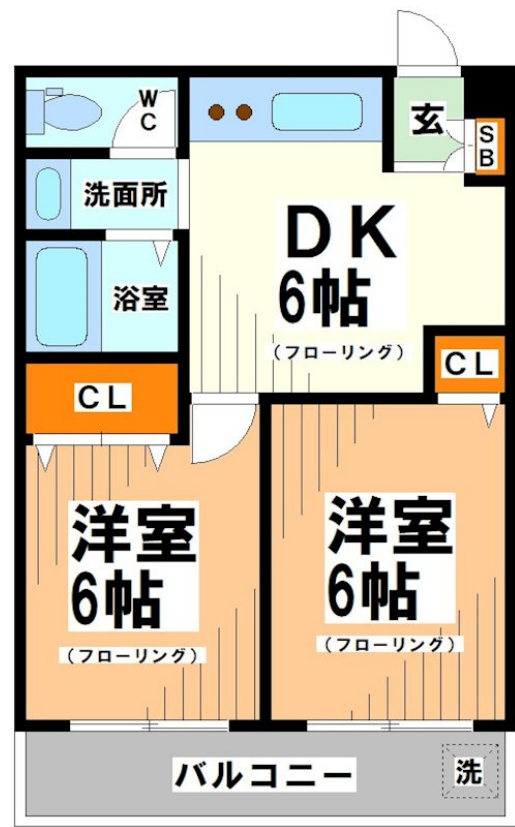 WC
玄
SB
洗面所
DK
6帖
(フローリング)
浴室
CL
CL
洋室
6帖
(フローリング)
洋室
6帖
(フローリング)
バルコニー
洗